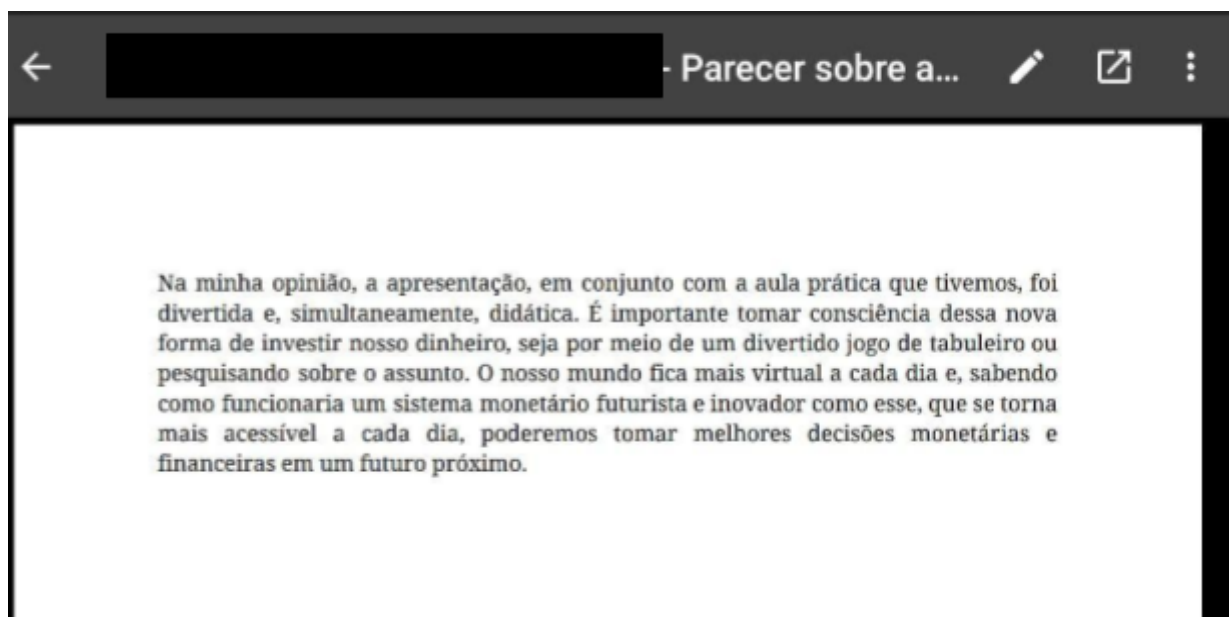 - Parecer sobre a...
Na minha opinião, a apresentação, em conjunto com a aula prática que tivemos, foi
divertida e, simultaneamente, didática. É importante tomar consciência dessa nova
forma de investir nosso dinheiro, seja por meio de um divertido jogo de tabuleiro ou
pesquisando sobre o assunto. O nosso mundo fica mais virtual a cada dia e, sabendo
como funcionaria um sistema monetário futurista e inovador como esse, que se torna
mais acessível a cada dia, poderemos tomar melhores decisões monetárias e
financeiras em um futuro próximo.